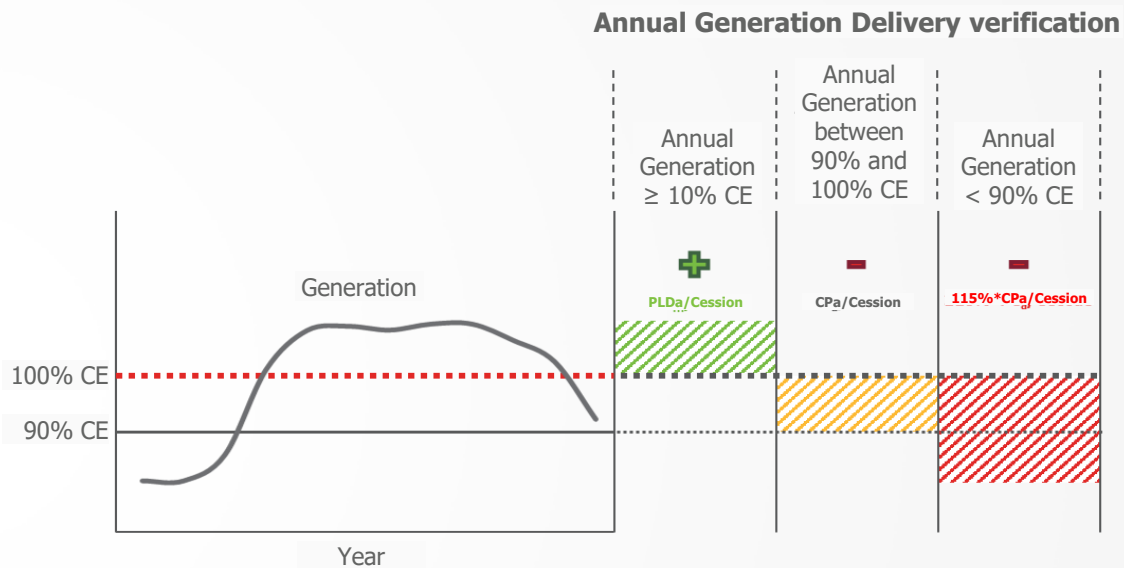 Annual Generation Delivery verification
Annual
Generation
≥ 10% CE
Annual
Generation
between
90% and
100% CE
Annual
Generation
< 90% CE
PLDa/Cession
CPa/Cession
115%*CPa/Cession
Generation
100% CE
90% CE
Year